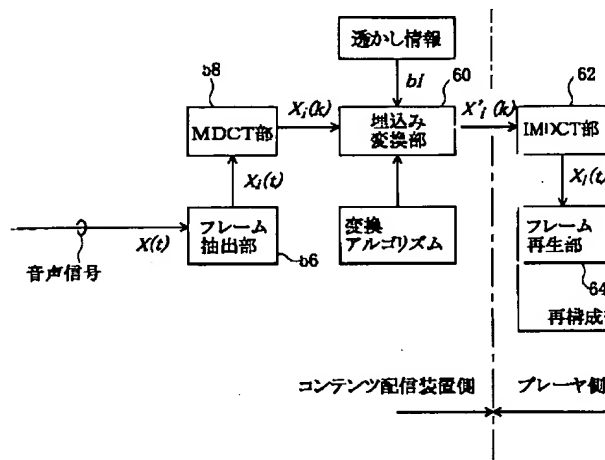 透かし情報
58
bi
60
62
Xi(k)
X'i(k)
MDCT部
埋込み
変換部
IMDCT部
Xi(t)
Xi(t)
X(t)
フレーム
抽出部
変換
アルゴリズム
フレーム
再生部
音声信号
56
64
再構成
コンテンツ配信装置側
プレーヤ側